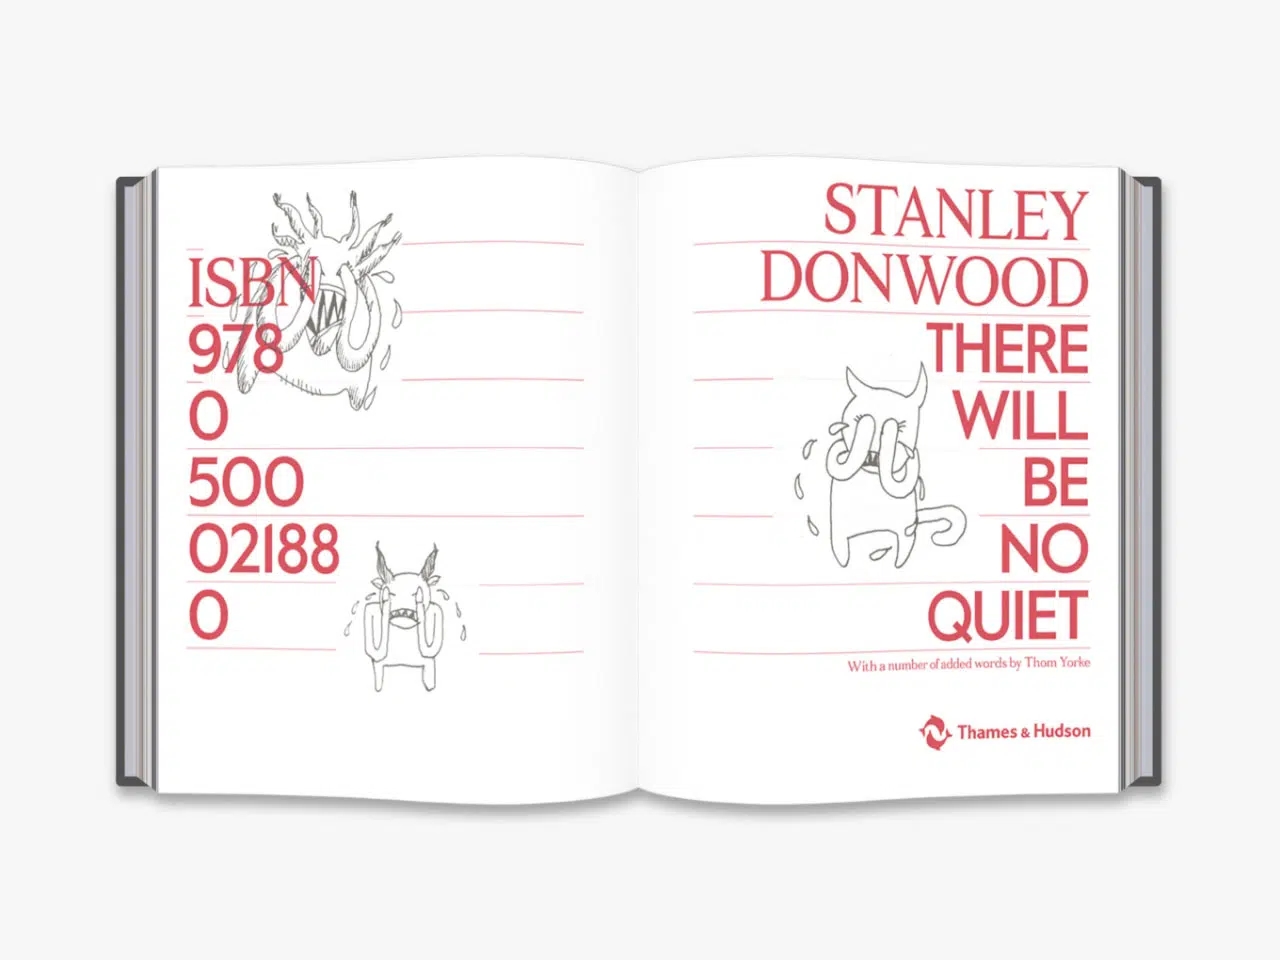 ISBN
978
0
500
02188
0
STANLEY
DONWOOD
THERE
WILL
BE
NO
QUIET
With a number of added words by Thom Yorke
Thames & Hudson